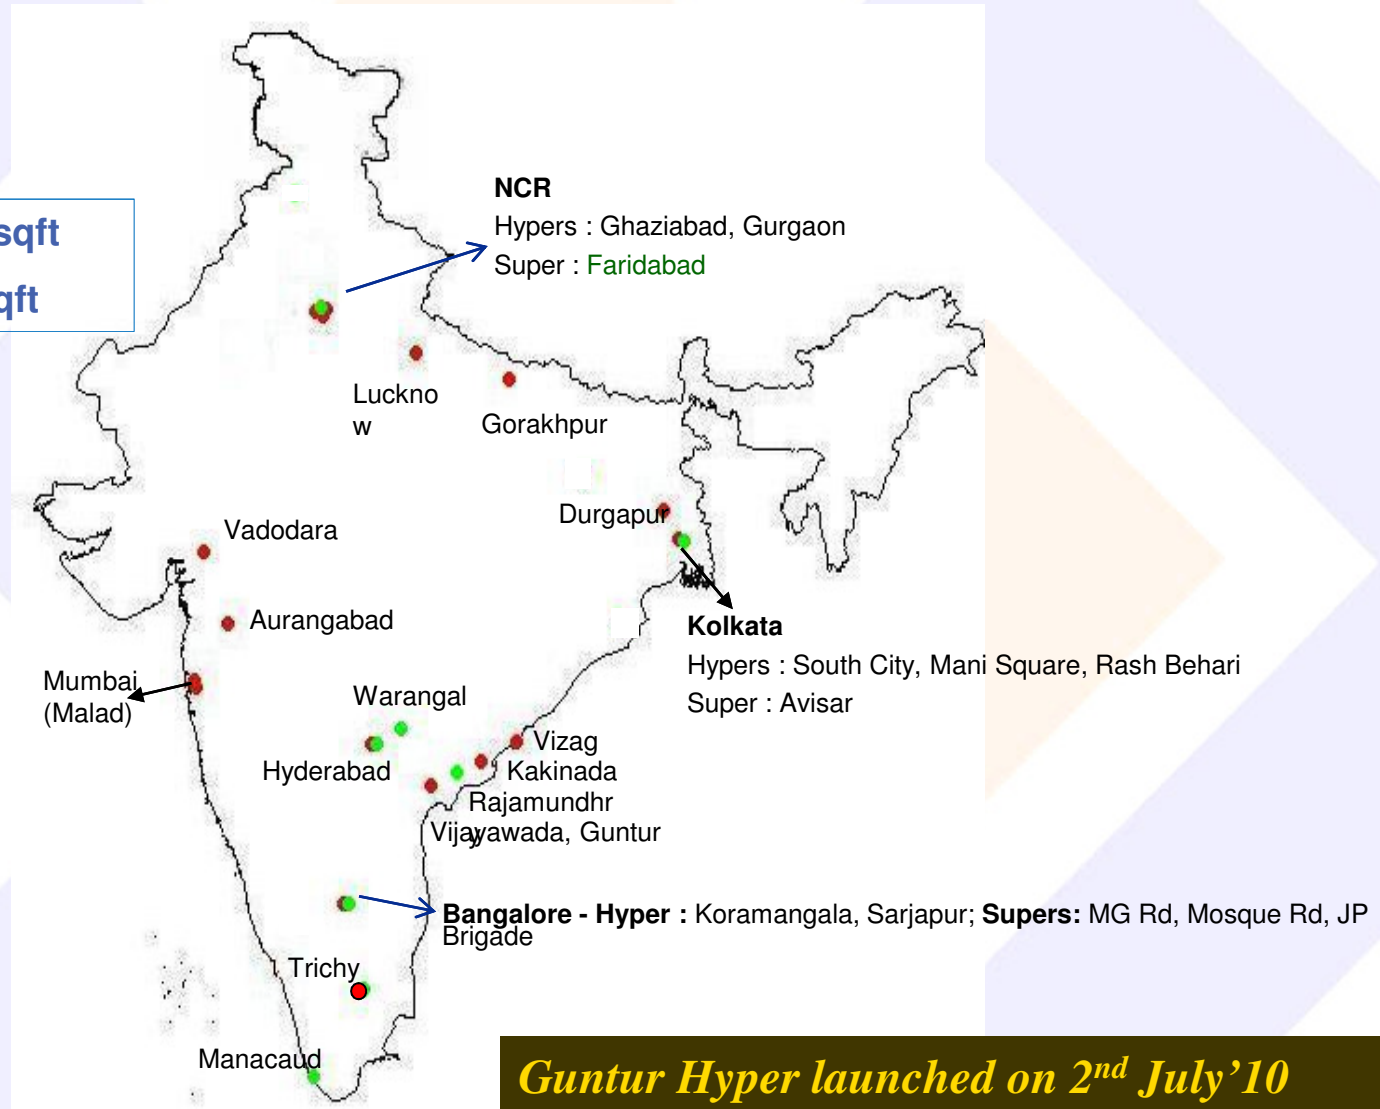 NCR
Hypers : Ghaziabad, Gurgaon
Super : Faridabad
sqft
qft
Luckno
w
Gorakhpur
Durgapur
Vadodara
Aurangabad
Kolkata
Hypers : South City, Mani Square, Rash Behari
Super : Avisar
Mumbai
(Malad)
Warangal
Hyderabad
Vizag
Kakinada
Rajamundhr
y
Vijayawada, Guntur
Bangalore - Hyper : Koramangala, Sarjapur; Supers: MG Rd, Mosque Rd, JP
Brigade
Trichy
Manacaud
Guntur Hyper launched on 2nd July’10